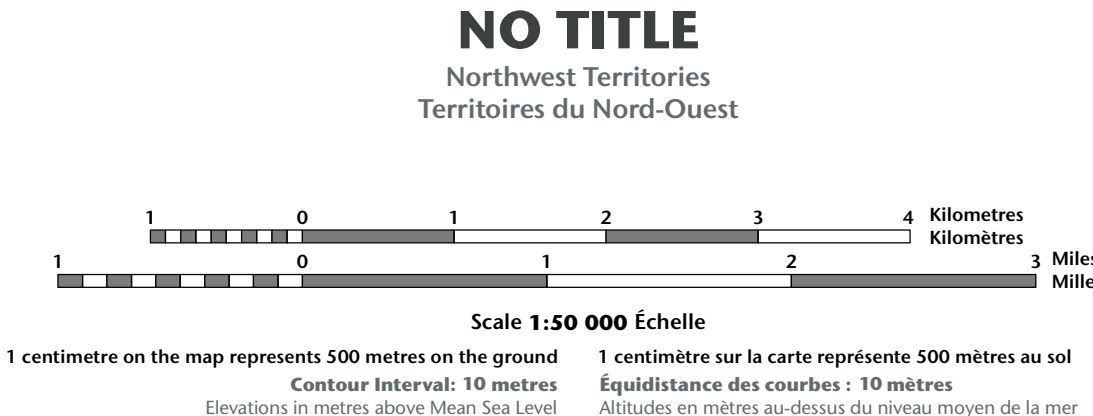 NO TITLE
Northwest Territories
Territoires du Nord-Ouest
1 0 1 2 3 4 Kilometres
Kilomètres
1 0 1 2 3 Miles
Mille
Scale 1:50 000 Échelle
1 centimetre on the map represents 500 metres on the ground
1 centimètre sur la carte représente 500 mètres au sol
Contour Interval: 10 metres
Équidistance des courbes : 10 mètres
Elevations in metres above Mean Sea Level
Altitudes en mètres au-dessus du niveau moyen de la mer